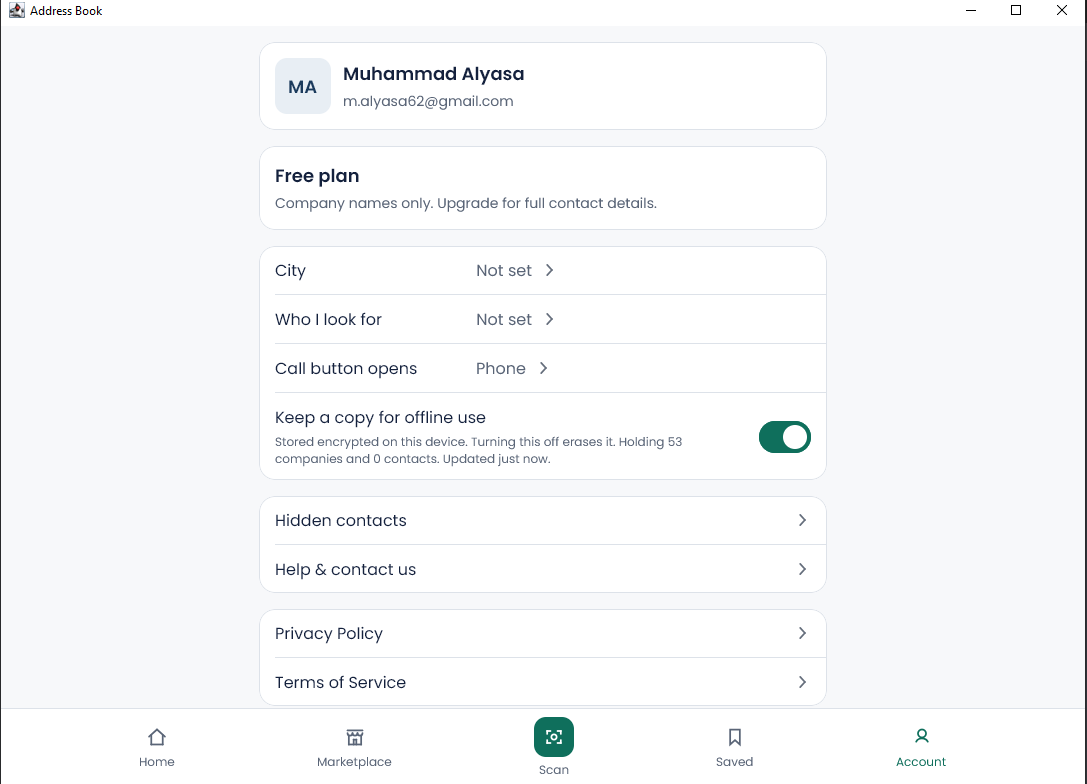 Address Book
MA
Muhammad Alyasa
m.alyasa62@gmail.com
Free plan
Company names only. Upgrade for full contact details.
City Not set
Who I look for Not set
Call button opens Phone
Keep a copy for offline use
Stored encrypted on this device. Turning this off erases it. Holding 53
companies and 0 contacts. Updated just now.
Hidden contacts
Help & contact us
Privacy Policy
Terms of Service
Home Marketplace Scan Saved Account